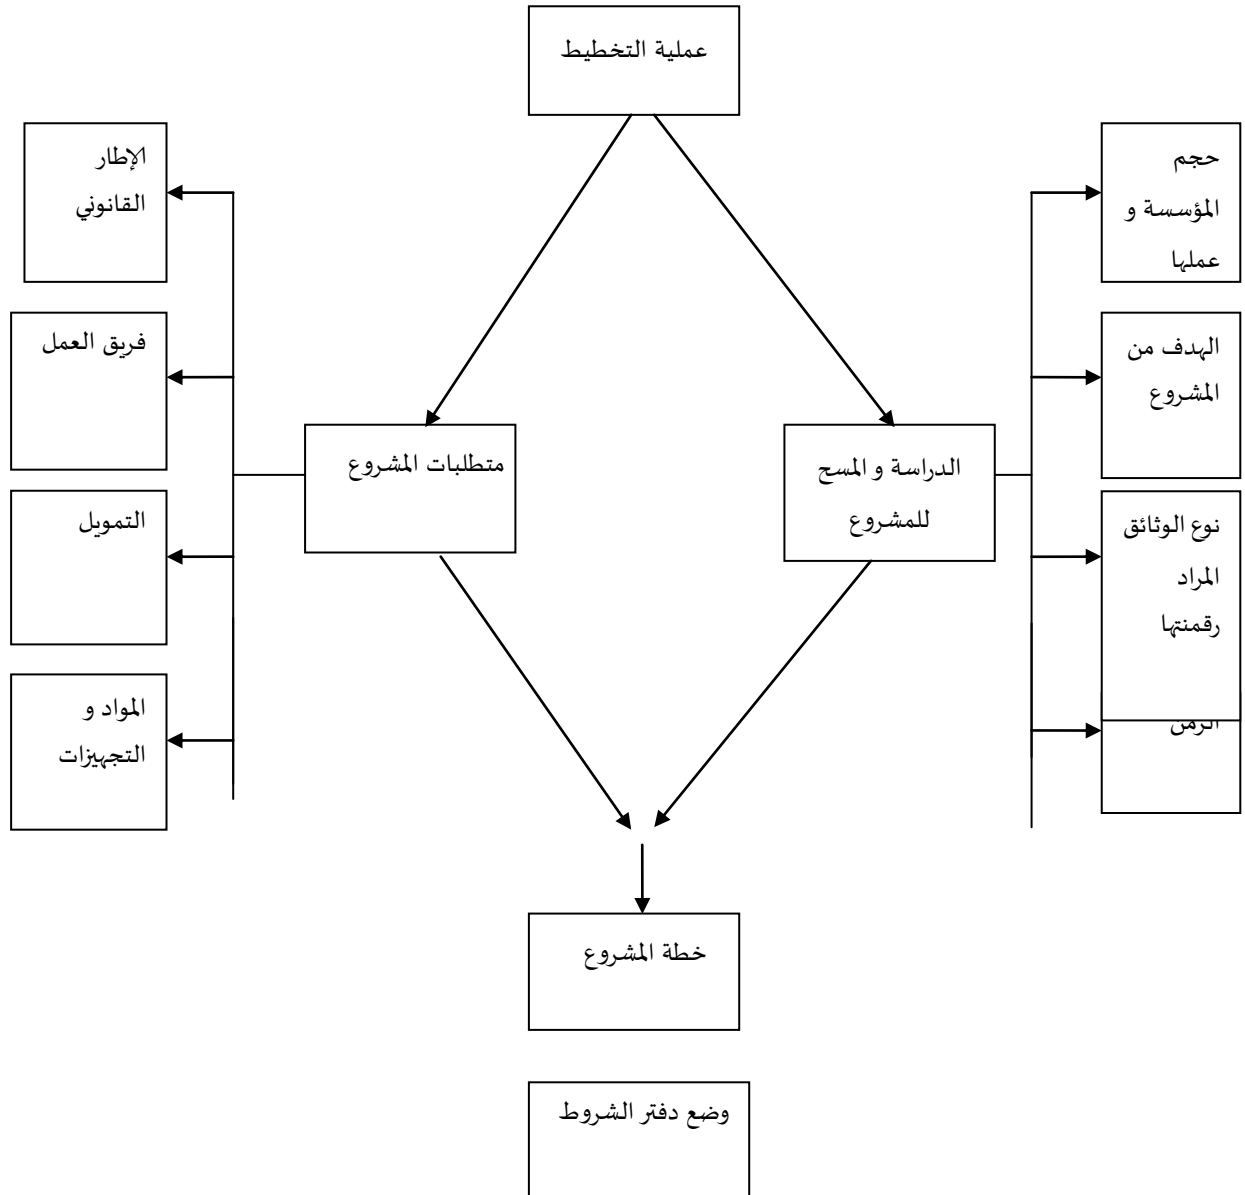 عملية التخطيط
حجم
المؤسسة و
عملها
الهدف من
المشروع
نوع الوثائق
المراد
رقمنتها
الزمن
الدراسة و المسح
للمشروع
متطلبات المشروع
الإطار
القانوني
فريق العمل
التمويل
المواد و
التجهيزات
خطة المشروع
وضع دفتر الشروط